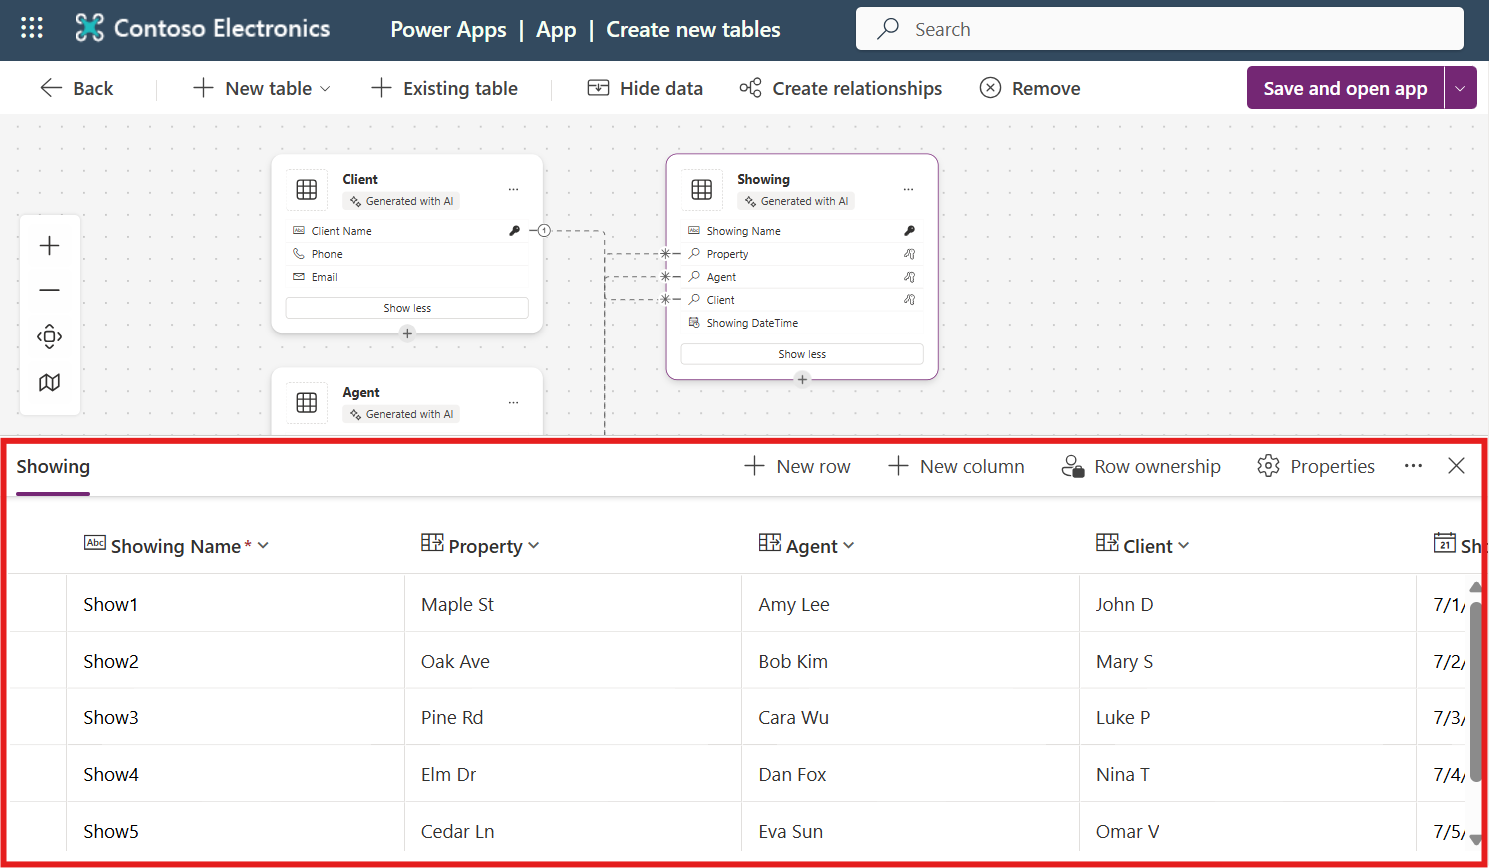 Contoso Electronics
Power Apps | App | Create new tables
Search
Back
New table
Existing table
Hide data
Create relationships
Remove
Save and open app
Client
Generated with AI
Client Name
1
Phone
Email
Show less
Showing
Generated with AI
Showing Name
Property
Agent
Client
Showing DateTime
Show less
Agent
Generated with AI
Showing
New row
New column
Row ownership
Properties
Abc Showing Name* Property Agent Client 21 Sho
Show1 Maple St Amy Lee John D 7/1/
Show2 Oak Ave Bob Kim Mary S 7/2/
Show3 Pine Rd Cara Wu Luke P 7/3/
Show4 Elm Dr Dan Fox Nina T 7/4/
Show5 Cedar Ln Eva Sun Omar V 7/5/